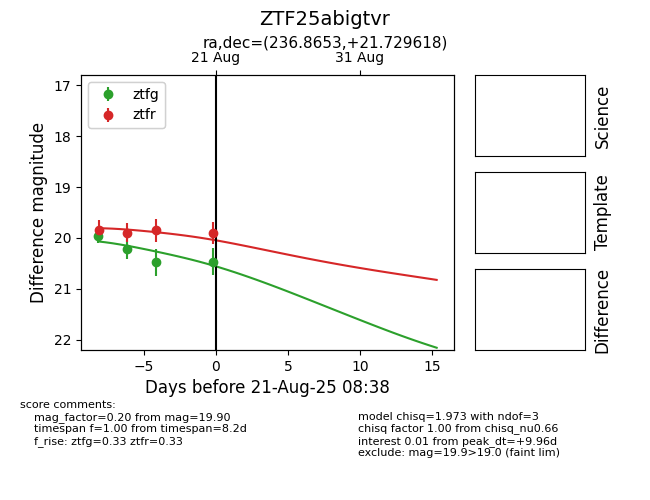 ZTF25abigtvr
ra,dec=(236.8653,+21.729618)
21 Aug
31 Aug
ztfg
ztfr
17
18
19
20
21
22
Difference magnitude
−5
0
5
10
15
Days before 21-Aug-25 08:38
Science
Template
Difference
score comments:
mag_factor=0.20 from mag=19.90
timespan f=1.00 from timespan=8.2d
f_rise: ztfg=0.33 ztfr=0.33
model chisq=1.973 with ndof=3
chisq factor 1.00 from chisq_nu0.66
interest 0.01 from peak_dt=+9.96d
exclude: mag=19.9>19.0 (faint lim)